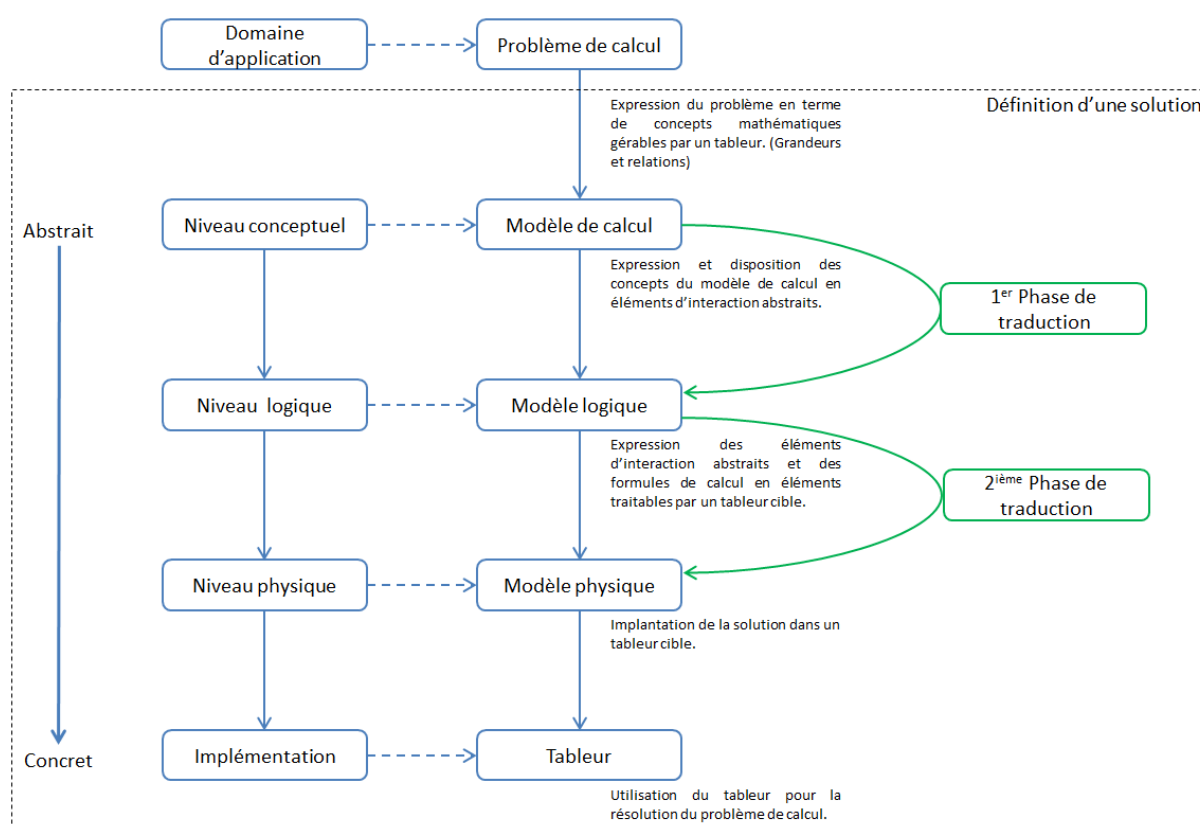 Domaine
d’application
Problème de calcul
Définition d’une solution
Expression du problème en terme
de concepts mathématiques
gérables par un tableur. (Grandeurs
et relations)
Abstrait
Niveau conceptuel
Modèle de calcul
Expression et disposition des
concepts du modèle de calcul en
éléments d’interaction abstraits.
1er Phase de
traduction
Niveau logique
Modèle logique
Expression des éléments
d’interaction abstraits et des
formules de calcul en éléments
traitables par un tableur cible.
2ième Phase de
traduction
Niveau physique
Modèle physique
Implantation de la solution dans un
tableur cible.
Concret
Implémentation
Tableur
Utilisation du tableur pour la
résolution du problème de calcul.